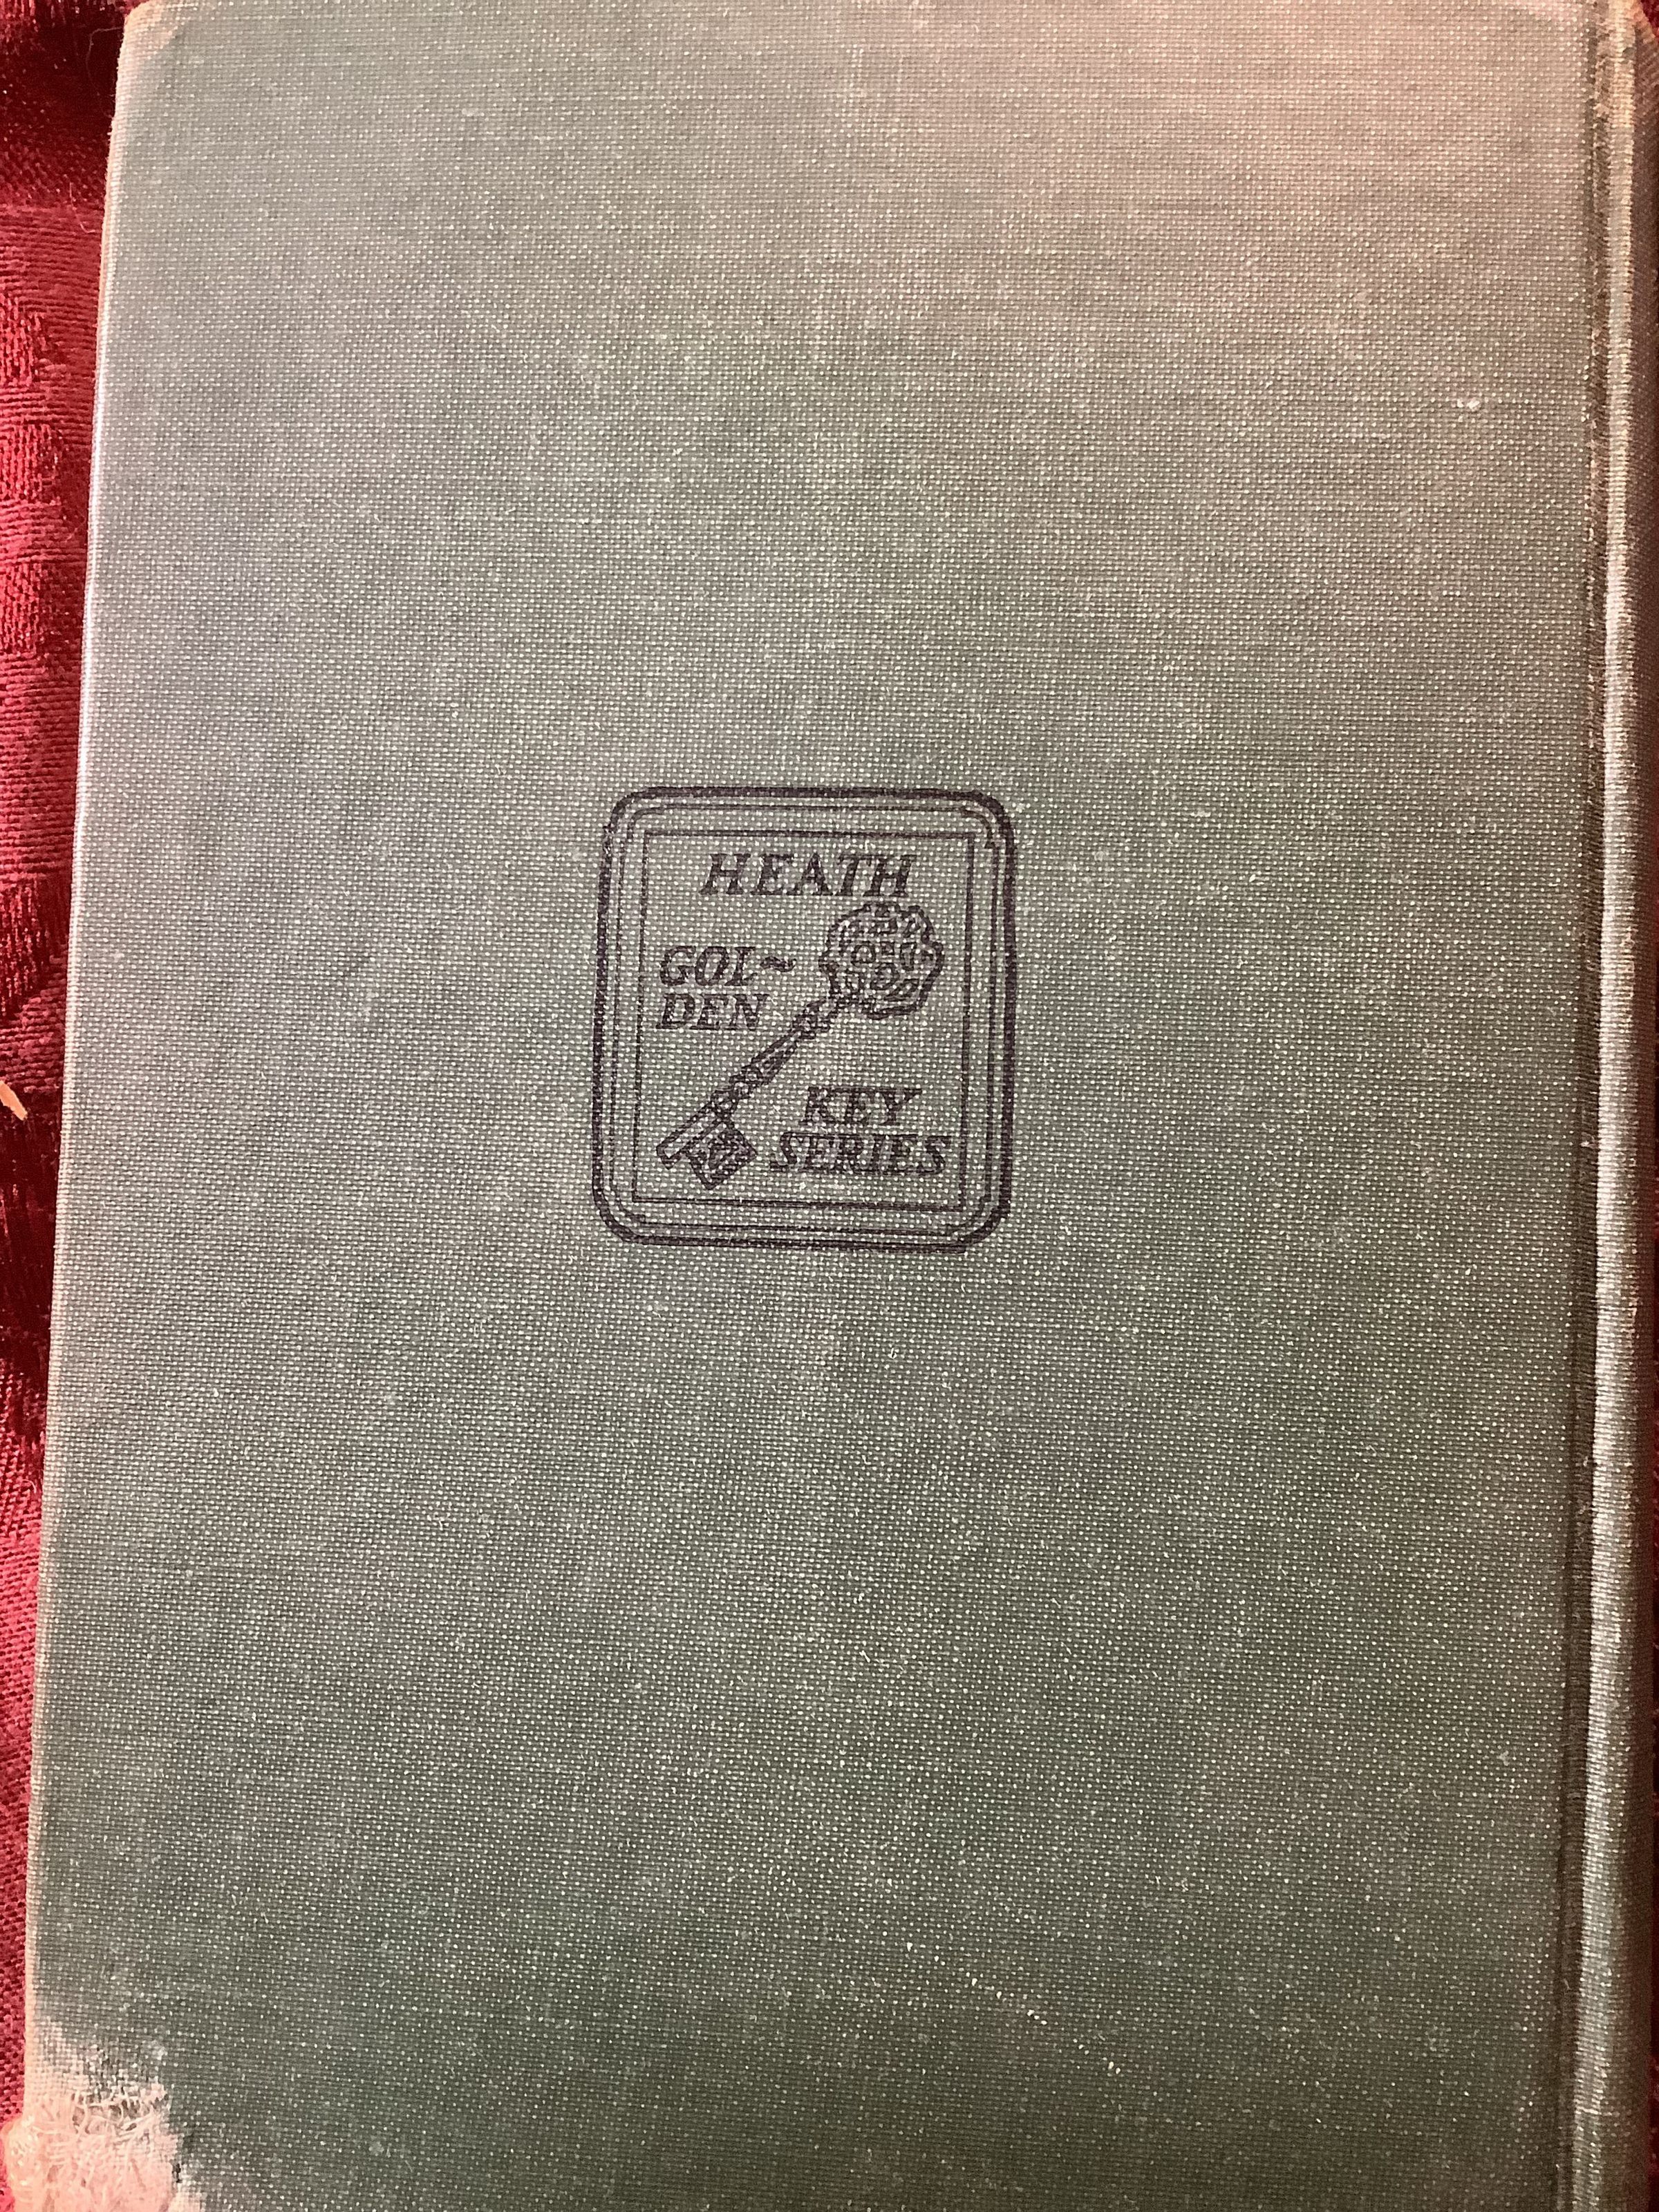 HEATH
GOL~
DEN
KEY
SERIES